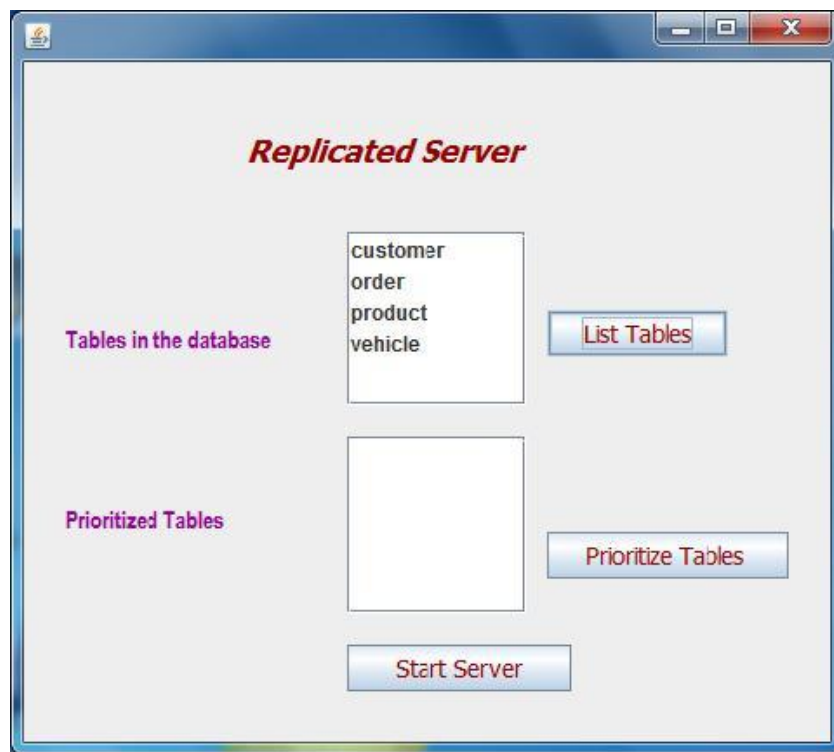 Replicated Server
customer
order
product
vehicle
Tables in the database
List Tables
Prioritized Tables
Prioritize Tables
Start Server